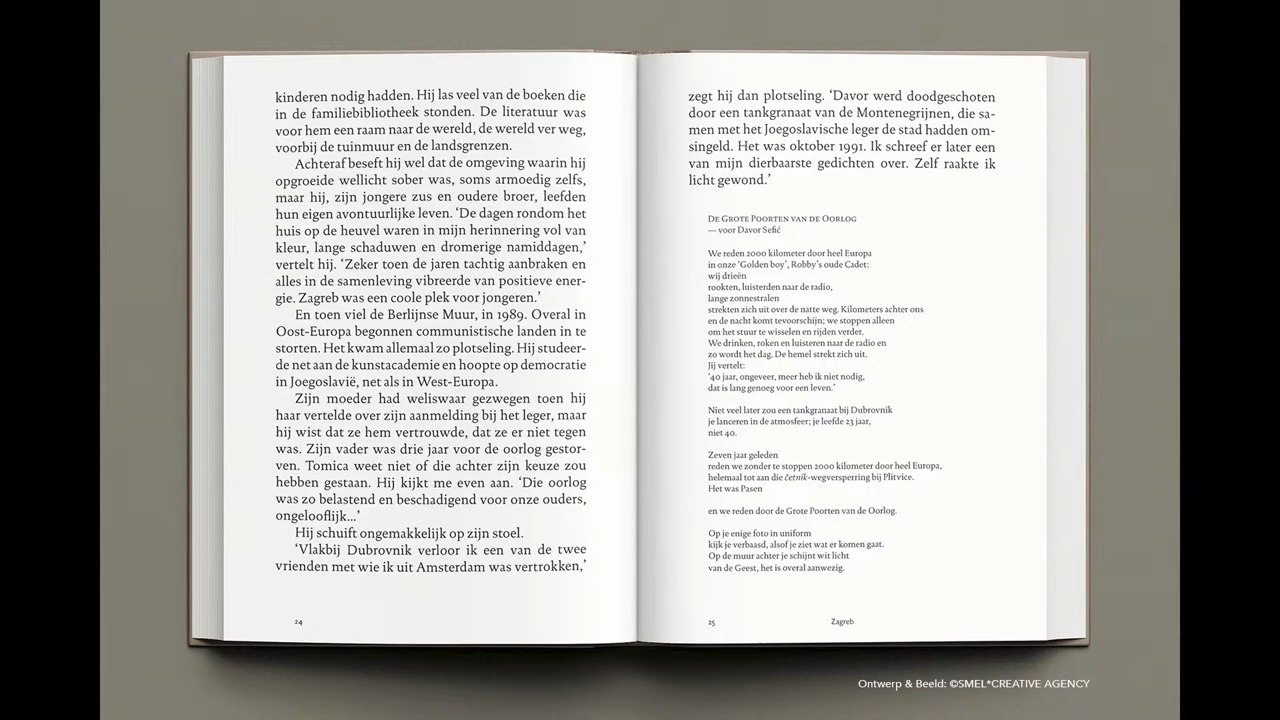 kinderen nodig hadden. Hij las veel van de boeken die
in de familiebibliotheek stonden. De literatuur was
voor hem een raam naar de wereld, de wereld ver weg,
voorbij de tuinmuur en de landsgrenzen.
Achteraf beseft hij wel dat de omgeving waarin hij
opgroeide wellicht sober was, soms armoedig zelfs,
maar hij, zijn jongere zus en oudere broer, leefden
hun eigen avontuurlijke leven. ‘De dagen rondom het
huis op de heuvel waren in mijn herinnering vol van
kleur, lange schaduwen en dromerige namiddagen,’
vertelt hij. ‘Zeker toen de jaren tachtig aanbraken en
alles in de samenleving vibreerde van positieve ener-
gie. Zagreb was een coole plek voor jongeren.’
En toen viel de Berlijnse Muur, in 1989. Overal in
Oost-Europa begonnen communistische landen in te
storten. Het kwam allemaal zo plotseling. Hij studeer-
de net aan de kunstacademie en hoopte op democratie
in Joegoslavië, net als in West-Europa.
Zijn moeder had weliswaar gezwegen toen hij
haar vertelde over zijn aanmelding bij het leger, maar
hij wist dat ze hem vertrouwde, dat ze er niet tegen
was. Zijn vader was drie jaar voor de oorlog gestor-
ven. Tomica weet niet of die achter zijn keuze zou
hebben gestaan. Hij kijkt me even aan. ‘Die oorlog
was zo belastend en beschadigend voor onze ouders,
ongelooflijk...’
Hij schuift ongemakkelijk op zijn stoel.
‘Vlakbij Dubrovnik verloor ik een van de twee
vrienden met wie ik uit Amsterdam was vertrokken,’
24
zegt hij dan plotseling. ‘Davor werd doodgeschoten
door een tankgranaat van de Montenegrijnen, die sa-
men met het Joegoslavische leger de stad hadden om-
singeld. Het was oktober 1991. Ik schreef er later een
van mijn dierbaarste gedichten over. Zelf raakte ik
licht gewond.’
De Grote Poorten van de Oorlog
— voor Davor Sefić
We reden 2000 kilometer door heel Europa
in onze ‘Golden boy’, Robby’s oude Cadet:
wij drieën
rookten, luisterden naar de radio,
lange zonnestralen
strekten zich uit over de natte weg. Kilometers achter ons
en de nacht komt tevoorschijn; we stoppen alleen
om het stuur te wisselen en rijden verder.
We drinken, roken en luisteren naar de radio en
zo wordt het dag. De hemel strekt zich uit.
Jij vertelt:
‘40 jaar, ongeveer, meer heb ik niet nodig,
dat is lang genoeg voor een leven.’
Niet veel later zou een tankgranaat bij Dubrovnik
je lanceren in de atmosfeer; je leefde 23 jaar,
niet 40.
Zeven jaar geleden
reden we zonder te stoppen 2000 kilometer door heel Europa,
helemaal tot aan die četnik-wegversperring bij Plitvice.
Het was Pasen
en we reden door de Grote Poorten van de Oorlog.
Op je enige foto in uniform
kijk je verbaasd, alsof je ziet wat er komen gaat.
Op de muur achter je schijnt wit licht
van de Geest, het is overal aanwezig.
25 Zagreb
Ontwerp & Beeld: ©SMEL*CREATIVE AGENCY